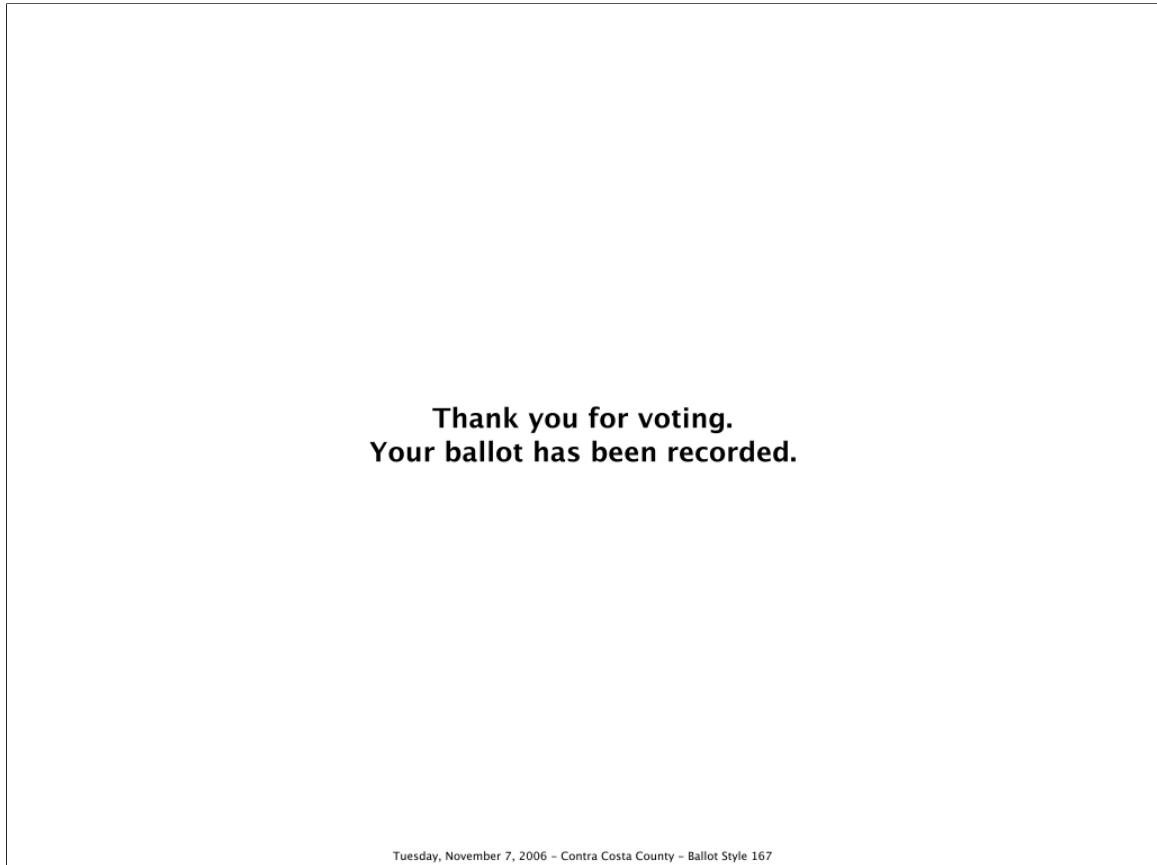 Thank you for voting.
Your ballot has been recorded.
Tuesday, November 7, 2006 – Contra Costa County – Ballot Style 167